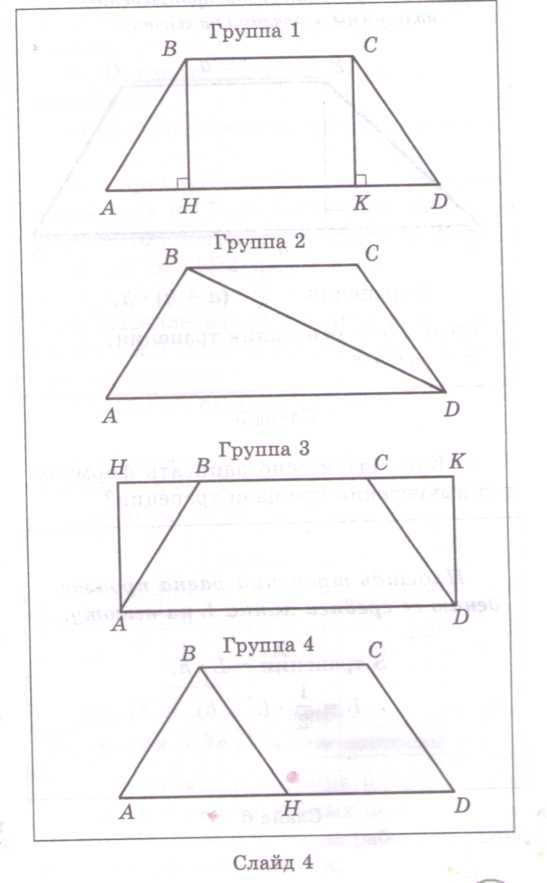 Группа 1
B C
A H K D
Группа 2
B C
A D
Группа 3
H B C K
A D
Группа 4
B C
A H D
Слайд 4